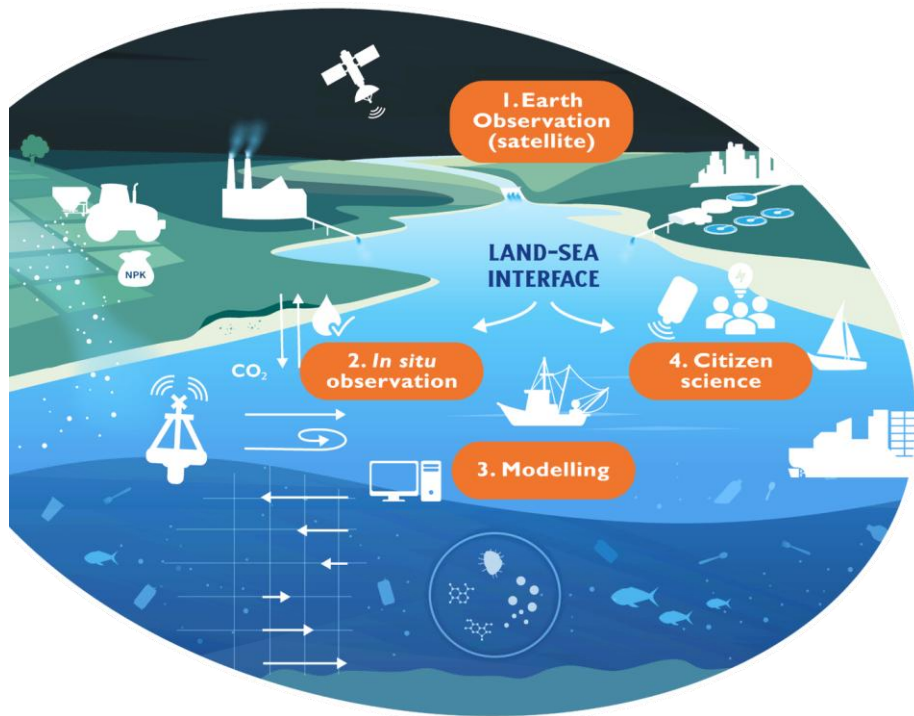 1. Earth
Observation
(satellite)
NPK
LAND-SEA
INTERFACE
CO₂
2. In situ
observation
4. Citizen
science
3. Modelling